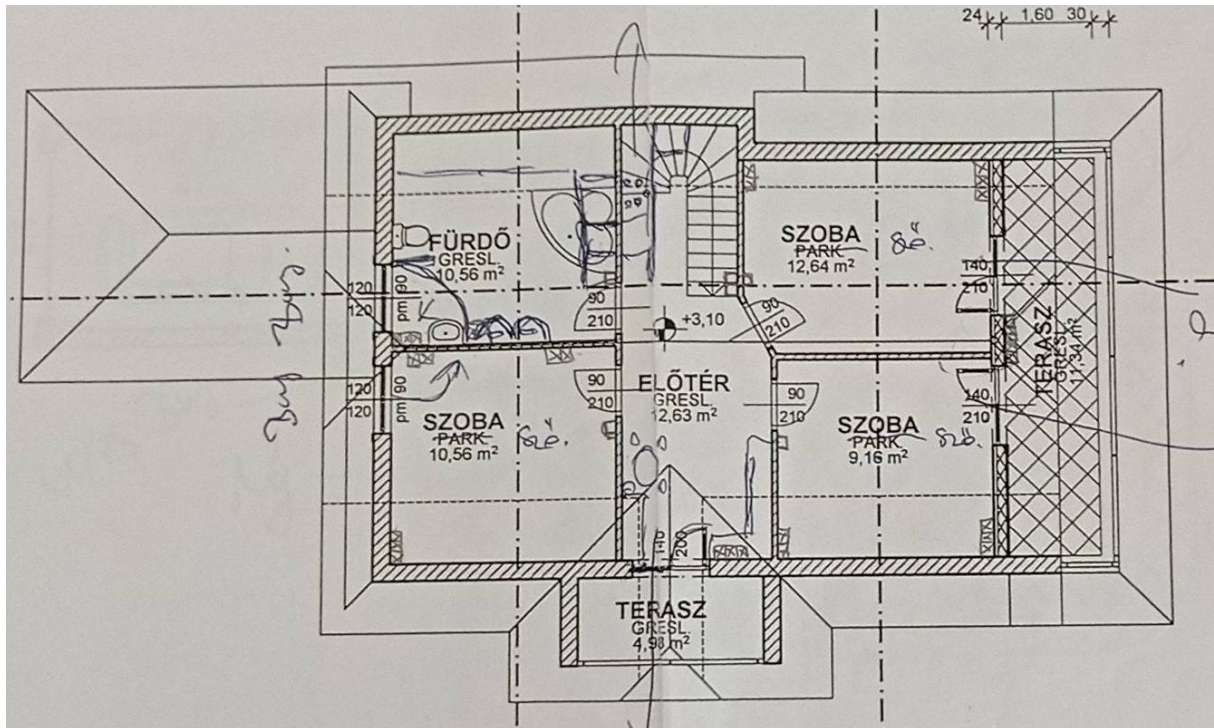 24 1,60 30
FÜRDŐ
GRESL.
10,56 m²
SZOBA
PARK.
12,64 m²
sző.
120
120
pm 90
90
210
+3,10
90
210
140
210
TERASZ
GRESL.
11,34 m²
120
120
pm 90
SZOBA
PARK.
10,56 m²
sző.
90
210
ELŐTÉR
GRESL.
12,63 m²
90
210
SZOBA
PARK.
9,16 m²
sző.
140
210
140
200
TERASZ
GRESL.
4,98 m²